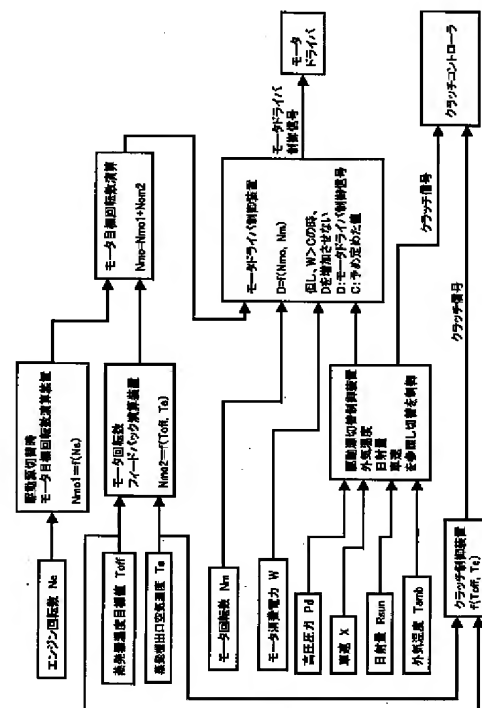 エンジン回転数 Ne
駆動源切替時
モータ目標回転数演算装置
Nmo1=f(Ne)
蒸発器温度目標値 Toff
蒸発器出口空気温度 Te
モータ回転数
フィードバック演算装置
Nmo2=f(Toff, Te)
モータ目標回転数演算
Nmo=Nmo1+Nom2
モータ回転数 Nm
モータ消費電力 W
モータドライバ制御装置
D=f(Nmo, Nm)
但し、W>Cの時、
Dを増加させない
D:モータドライバ制御信号
C:予め定めた値
モータドライバ
制御信号
モータ
ドライバ
高圧圧力 Pd
車速 X
日射量 Rsun
外気温度 Tamb
駆動源切替制御装置
外気温度
日射量
車速
を参照し切替を制御
クラッチ信号
クラッチ制御装置
f(Toff, Te)
クラッチ信号
クラッチコントローラ